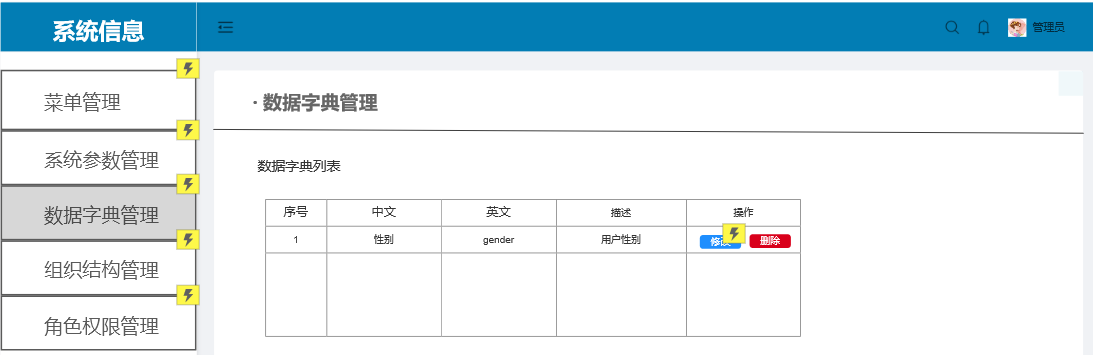 系统信息
管理员
菜单管理
系统参数管理
数据字典管理
组织结构管理
角色权限管理
· 数据字典管理
数据字典列表
序号 中文 英文 描述 操作
1 性别 gender 用户性别 修改 删除